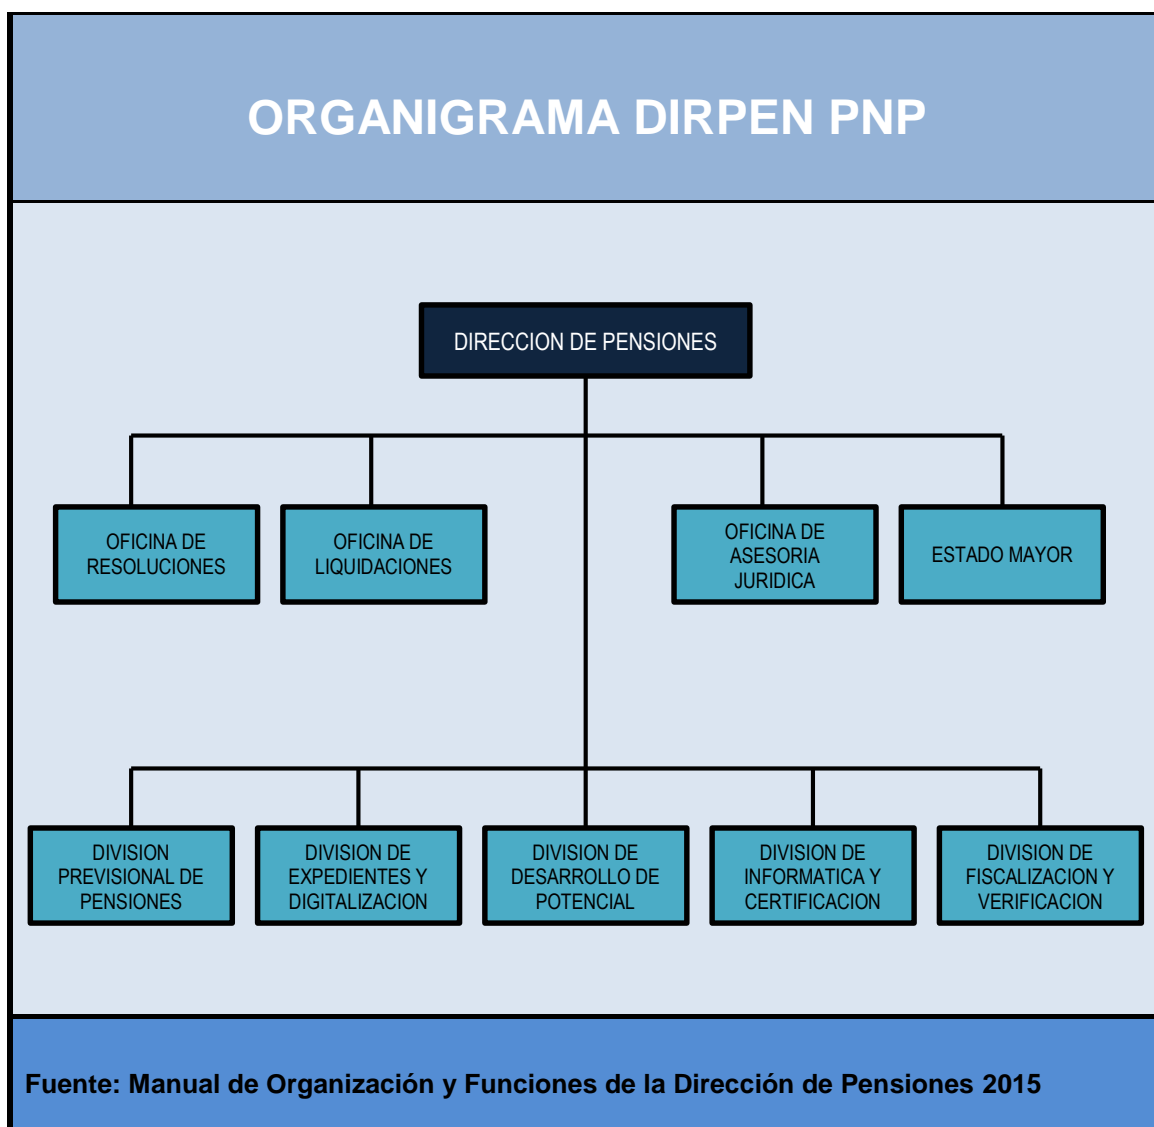 ORGANIGRAMA DIRPEN PNP
DIRECCION DE PENSIONES
OFICINA DE
RESOLUCIONES
OFICINA DE
LIQUIDACIONES
OFICINA DE
ASESORIA
JURIDICA
ESTADO MAYOR
DIVISION
PREVISIONAL DE
PENSIONES
DIVISION DE
EXPEDIENTES Y
DIGITALIZACION
DIVISION DE
DESARROLLO DE
POTENCIAL
DIVISION DE
INFORMATICA Y
CERTIFICACION
DIVISION DE
FISCALIZACION Y
VERIFICACION
Fuente: Manual de Organización y Funciones de la Dirección de Pensiones 2015